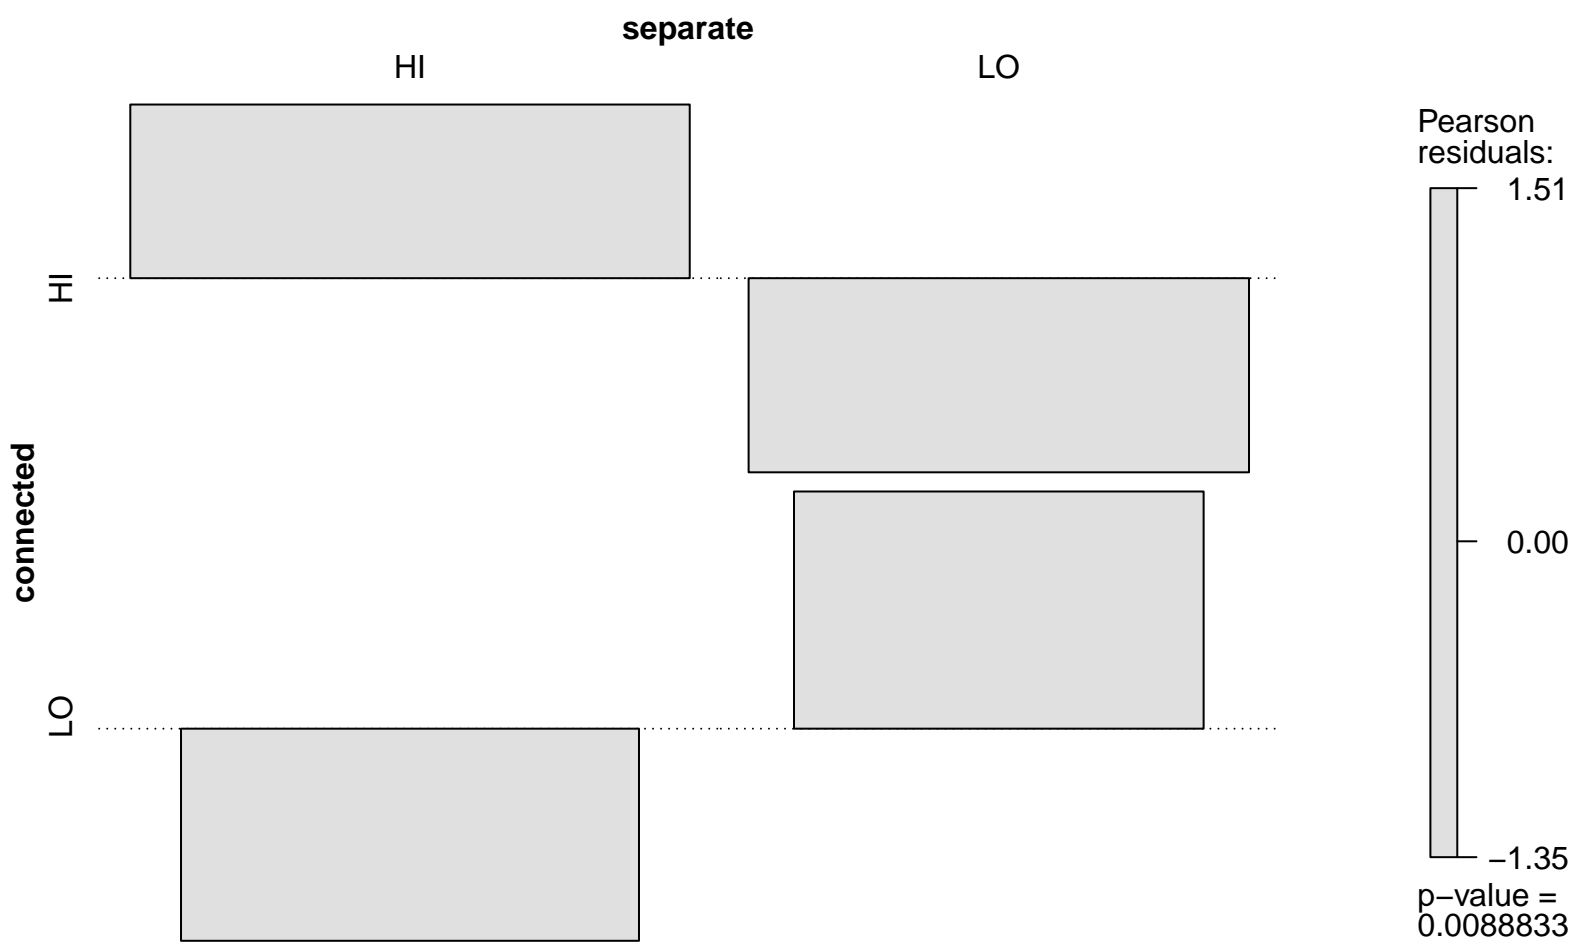 separate
HI
LO
HI
LO
connected
Pearson
residuals:
1.51
0.00
−1.35
p−value =
0.0088833